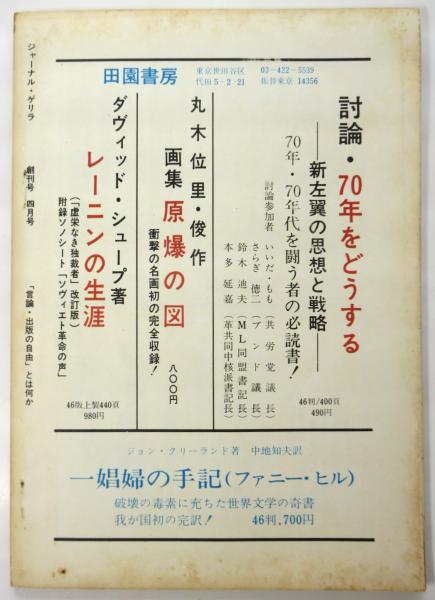 田園書房
東京世田谷区 03-422-5539
代田5-2-21 振替東京 14356
討論・70年をどうする
──新左翼の思想と戦略──
70年・70年代を闘う者の必読書！
討論参加者
いいだ・もも（共労党議長）
さらぎ徳二（ブンド議長）
鈴木迪夫（ML同盟書記長）
本多延嘉（革共同中核派書記長）
46判/400頁
490円
丸木位里・俊作
画集 原爆の図
衝撃の名画初の完全収録！
八〇〇円
ダヴィッド・シューブ著
レーニンの生涯
（「虚栄なき独裁者」改訂版）
附録ソノシート「ソヴィエト革命の声」
46版上製440頁
980円
ジョン・クリーランド著 中地知夫訳
一娼婦の手記(ファニー・ヒル)
破壊の毒素に充ちた世界文学の奇書
我が国初の完訳！ 46判,700円
ジャーナル・ゲリラ 創刊号 四月号 「言論・出版の自由」とは何か